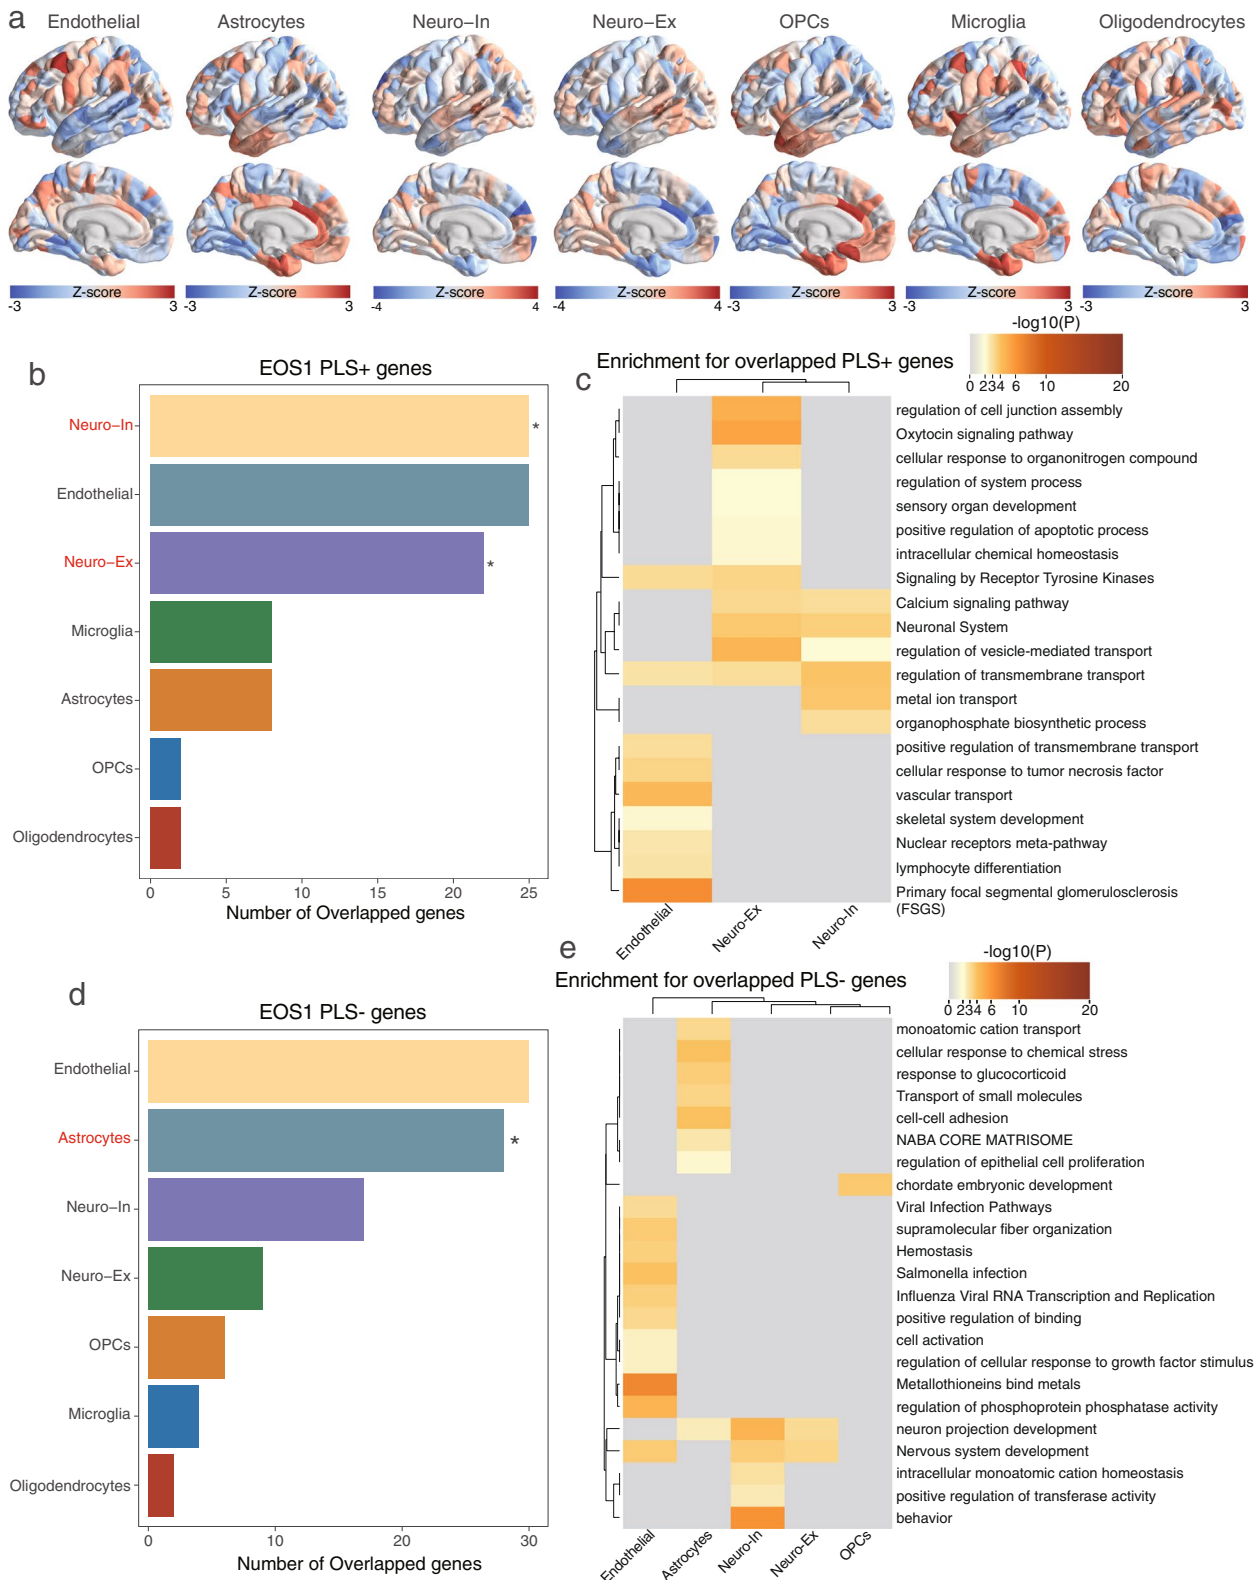 a
Endothelial
Astrocytes
Neuro−In
Neuro−Ex
OPCs
Microglia
Oligodendrocytes
-3 Z-score 3
-3 Z-score 3
-4 Z-score 4
-4 Z-score 4
-3 Z-score 3
-3 Z-score 3
-3 Z-score 3
b
EOS1 PLS+ genes
Neuro−In
*
Endothelial
Neuro−Ex
*
Microglia
Astrocytes
OPCs
Oligodendrocytes
0 5 10 15 20 25
Number of Overlapped genes
c
Enrichment for overlapped PLS+ genes
-log10(P)
0 2 3 4 6 10 20
regulation of cell junction assembly
Oxytocin signaling pathway
cellular response to organonitrogen compound
regulation of system process
sensory organ development
positive regulation of apoptotic process
intracellular chemical homeostasis
Signaling by Receptor Tyrosine Kinases
Calcium signaling pathway
Neuronal System
regulation of vesicle-mediated transport
regulation of transmembrane transport
metal ion transport
organophosphate biosynthetic process
positive regulation of transmembrane transport
cellular response to tumor necrosis factor
vascular transport
skeletal system development
Nuclear receptors meta-pathway
lymphocyte differentiation
Primary focal segmental glomerulosclerosis
(FSGS)
Endothelial
Neuro-Ex
Neuro-In
d
EOS1 PLS- genes
Endothelial
Astrocytes
*
Neuro−In
Neuro−Ex
OPCs
Microglia
Oligodendrocytes
0 10 20 30
Number of Overlapped genes
e
Enrichment for overlapped PLS- genes
-log10(P)
0 2 3 4 6 10 20
monoatomic cation transport
cellular response to chemical stress
response to glucocorticoid
Transport of small molecules
cell-cell adhesion
NABA CORE MATRISOME
regulation of epithelial cell proliferation
chordate embryonic development
Viral Infection Pathways
supramolecular fiber organization
Hemostasis
Salmonella infection
Influenza Viral RNA Transcription and Replication
positive regulation of binding
cell activation
regulation of cellular response to growth factor stimulus
Metallothioneins bind metals
regulation of phosphoprotein phosphatase activity
neuron projection development
Nervous system development
intracellular monoatomic cation homeostasis
positive regulation of transferase activity
behavior
Endothelial
Astrocytes
Neuro-In
Neuro-Ex
OPCs